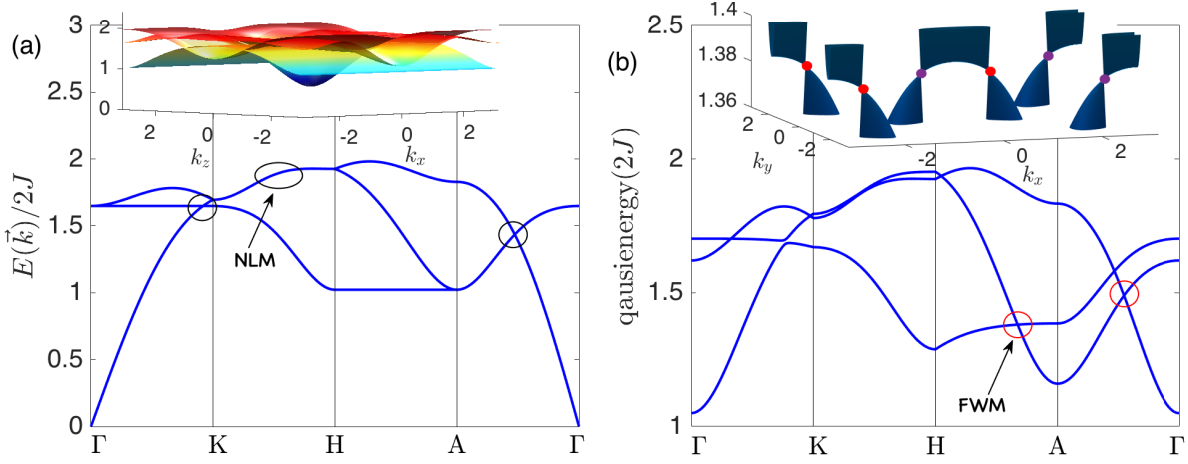 (a)
3
2.5
2
1.5
1
0.5
0
E(k⃗)/2J
2
1
0
2
0
-2
k_z
-2
0
2
k_x
NLM
Γ
K
H
A
Γ
(b)
2.5
2
1.5
1
qausienergy(2J)
1.4
1.38
1.36
2
0
-2
k_y
-2
0
2
k_x
FWM
Γ
K
H
A
Γ